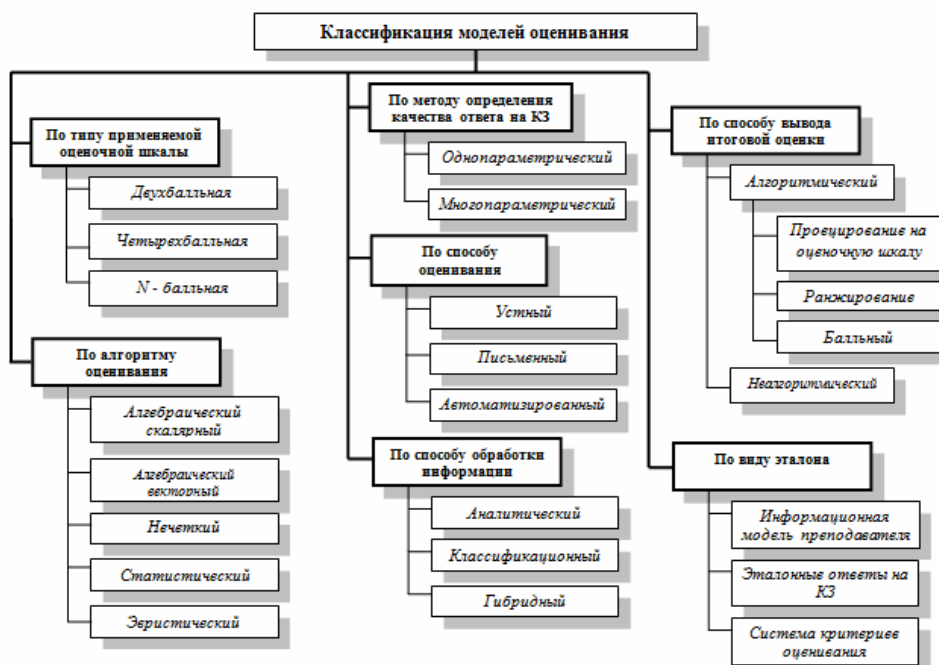 Классификация моделей оценивания
По типу применяемой
оценочной шкалы
Двухбалльная
Четырехбалльная
N - балльная
По алгоритму
оценивания
Алгебраический
скалярный
Алгебраический
векторный
Нечеткий
Статистический
Эвристический
По методу определения
качества ответа на КЗ
Однопараметрический
Многопараметрический
По способу
оценивания
Устный
Письменный
Автоматизированный
По способу обработки
информации
Аналитический
Классификационный
Гибридный
По способу вывода
итоговой оценки
Алгоритмический
Проецирование на
оценочную шкалу
Ранжирование
Балльный
Неалгоритмический
По виду эталона
Информационная
модель преподавателя
Эталонные ответы на
КЗ
Система критериев
оценивания